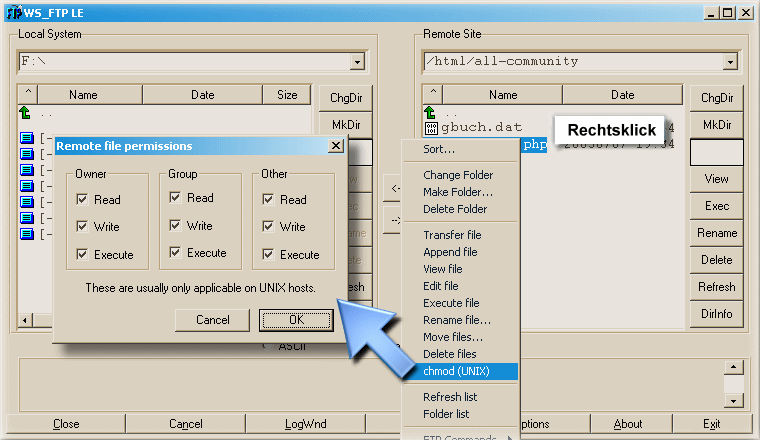 WS_FTP LE
Local System
Remote Site
F:\
/html/all-community
^ Name Date Size
ChgDir
^ Name Date
ChgDir
..
MkDir
..
gbuch.dat
Rechtsklick
MkDir
php
Remote file permissions
Owner
Group
Other
Read
Read
Read
Write
Write
Write
Execute
Execute
Execute
These are usually only applicable on UNIX hosts.
Cancel
OK
Sort...
Change Folder
Make Folder...
Delete Folder
Transfer file
Append file
View file
Edit file
Execute file
Rename file...
Move files...
Delete files
chmod (UNIX)
Refresh list
Folder list
FTP Commands
View
Exec
Rename
Delete
Refresh
DirInfo
ASCII
Close
Cancel
LogWnd
ptions
About
Exit